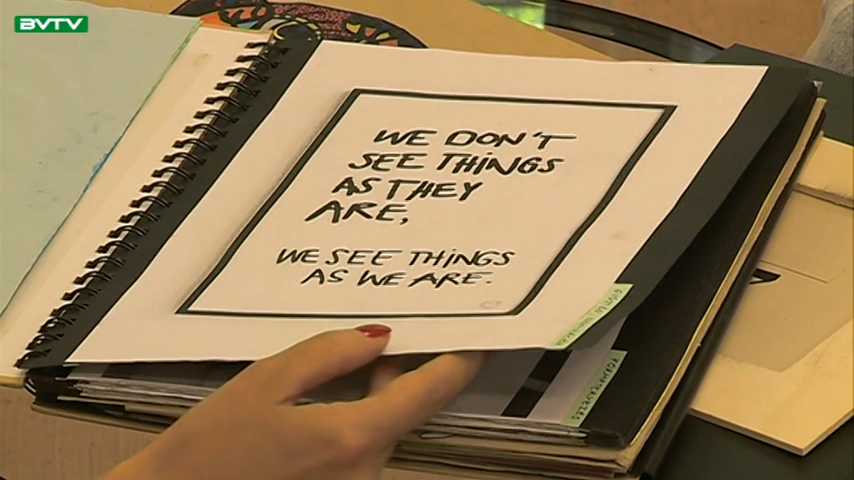 BVTV
WE DON'T
SEE THINGS
AS THEY
ARE,
WE SEE THINGS
AS WE ARE.